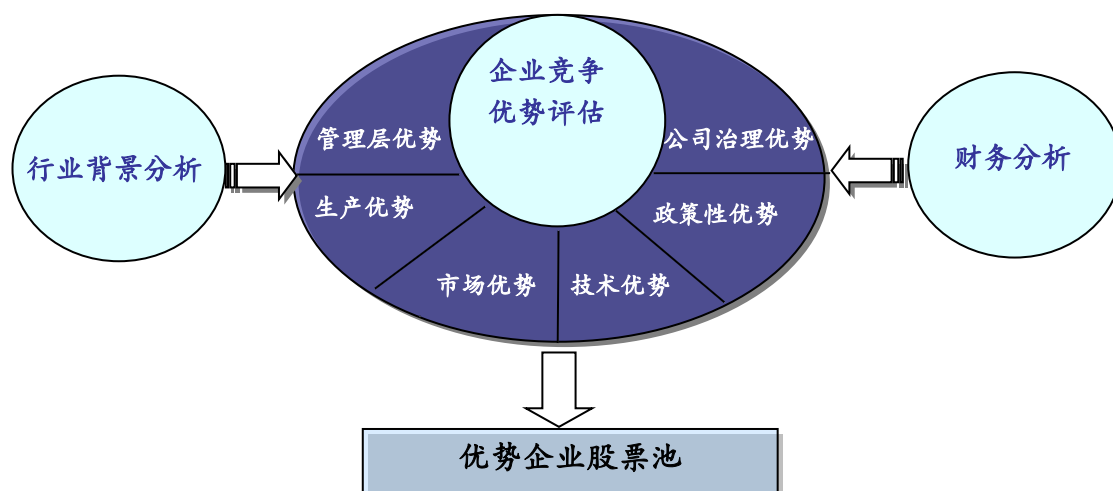 企业竞争
优势评估
管理层优势
公司治理优势
行业背景分析
财务分析
生产优势
政策性优势
市场优势
技术优势
优势企业股票池